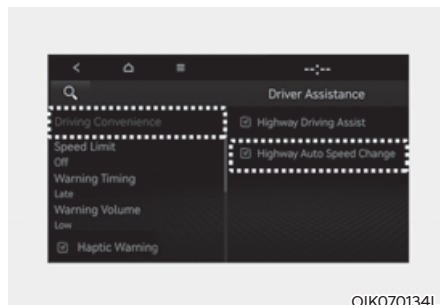 --:--
Driver Assistance
Driving Convenience
Speed Limit
Off
Warning Timing
Late
Warning Volume
Low
Haptic Warning
Highway Driving Assist
Highway Auto Speed Change
OIK070134L